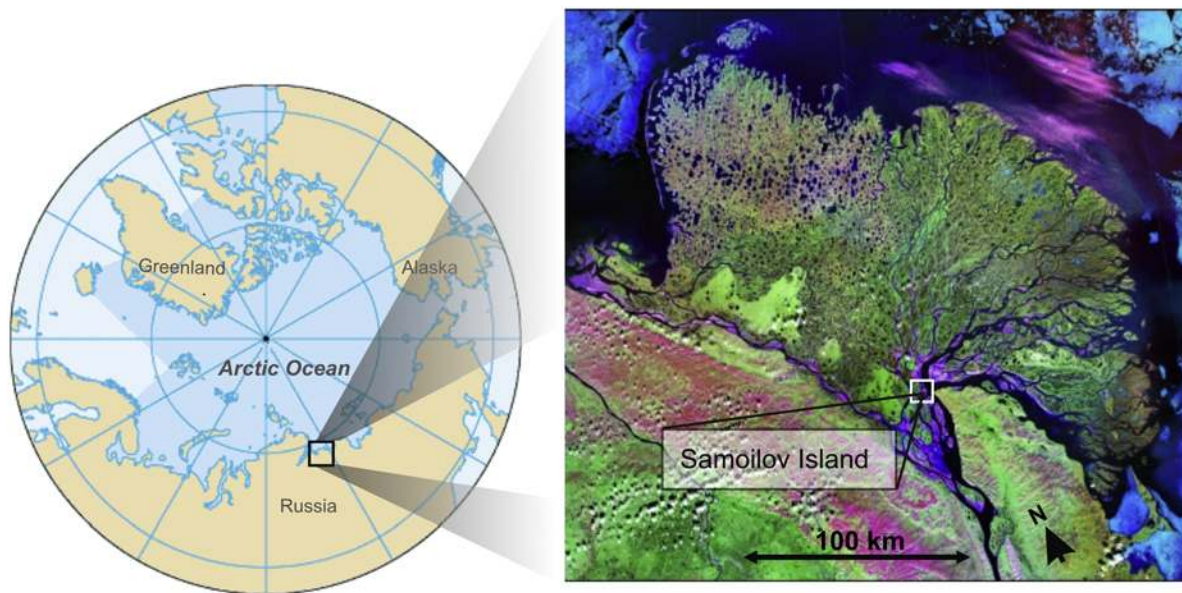 Greenland
Alaska
Arctic Ocean
Russia
Samoilov Island
N
100 km